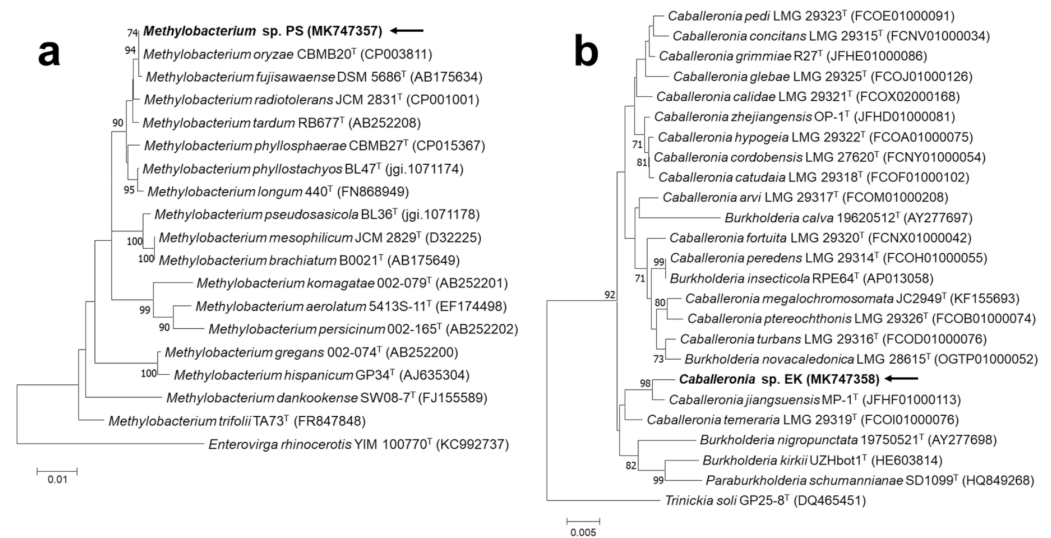 a
74
Methylobacterium sp. PS (MK747357)
94
Methylobacterium oryzae CBMB20ᵀ (CP003811)
Methylobacterium fujisawaense DSM 5686ᵀ (AB175634)
Methylobacterium radiotolerans JCM 2831ᵀ (CP001001)
90
Methylobacterium tardum RB677ᵀ (AB252208)
Methylobacterium phyllosphaerae CBMB27ᵀ (CP015367)
Methylobacterium phyllostachyos BL47ᵀ (jgi.1071174)
95
Methylobacterium longum 440ᵀ (FN868949)
Methylobacterium pseudosasicola BL36ᵀ (jgi.1071178)
100
Methylobacterium mesophilicum JCM 2829ᵀ (D32225)
100
Methylobacterium brachiatum B0021ᵀ (AB175649)
Methylobacterium komagatae 002-079ᵀ (AB252201)
99
Methylobacterium aerolatum 5413S-11ᵀ (EF174498)
90
Methylobacterium persicinum 002-165ᵀ (AB252202)
Methylobacterium gregans 002-074ᵀ (AB252200)
100
Methylobacterium hispanicum GP34ᵀ (AJ635304)
Methylobacterium dankookense SW08-7ᵀ (FJ155589)
Methylobacterium trifolii TA73ᵀ (FR847848)
Enterovirga rhinocerotis YIM 100770ᵀ (KC992737)
0.01
b
Caballeronia pedi LMG 29323ᵀ (FCOE01000091)
Caballeronia concitans LMG 29315ᵀ (FCNV01000034)
Caballeronia grimmiae R27ᵀ (JFHE01000086)
Caballeronia glebae LMG 29325ᵀ (FCOJ01000126)
Caballeronia calidae LMG 29321ᵀ (FCOX02000168)
Caballeronia zhejiangensis OP-1ᵀ (JFHD01000081)
71
Caballeronia hypogeia LMG 29322ᵀ (FCOA01000075)
81
Caballeronia cordobensis LMG 27620ᵀ (FCNY01000054)
Caballeronia catudaia LMG 29318ᵀ (FCOF01000102)
Caballeronia arvi LMG 29317ᵀ (FCOM01000208)
Burkholderia calva 19620512ᵀ (AY277697)
Caballeronia fortuita LMG 29320ᵀ (FCNX01000042)
99
Caballeronia peredens LMG 29314ᵀ (FCOH01000055)
71
Burkholderia insecticola RPE64ᵀ (AP013058)
92
80
Caballeronia megalochromosomata JC2949ᵀ (KF155693)
Caballeronia ptereochthonis LMG 29326ᵀ (FCOB01000074)
Caballeronia turbans LMG 29316ᵀ (FCOD01000076)
73
Burkholderia novacaledonica LMG 28615ᵀ (OGTP01000052)
98
Caballeronia sp. EK (MK747358)
Caballeronia jiangsuensis MP-1ᵀ (JFHF01000113)
Caballeronia temeraria LMG 29319ᵀ (FCOI01000076)
Burkholderia nigropunctata 19750521ᵀ (AY277698)
82
Burkholderia kirkii UZHbot1ᵀ (HE603814)
99
Paraburkholderia schumannianae SD1099ᵀ (HQ849268)
Trinickia soli GP25-8ᵀ (DQ465451)
0.005